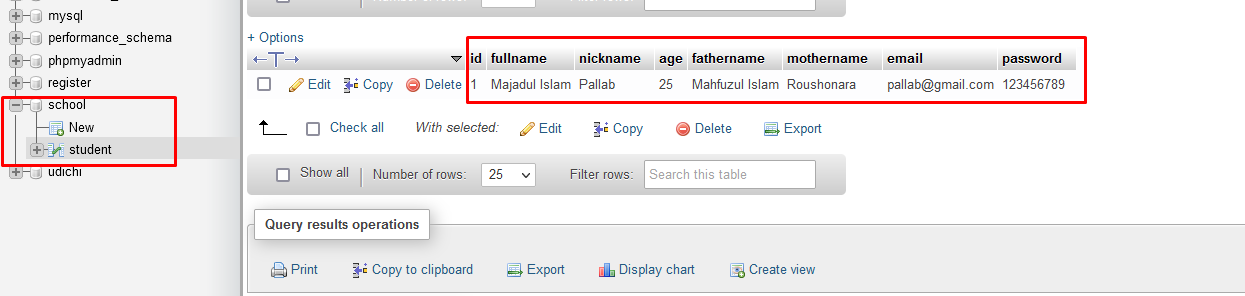 mysql
performance_schema
phpmyadmin
register
school
New
student
udichi
+ Options
←T→ id fullname nickname age fathername mothername email password
Edit Copy Delete 1 Majadul Islam Pallab 25 Mahfuzul Islam Roushonara pallab@gmail.com 123456789
Check all With selected: Edit Copy Delete Export
Show all Number of rows: 25 Filter rows: Search this table
Query results operations
Print Copy to clipboard Export Display chart Create view